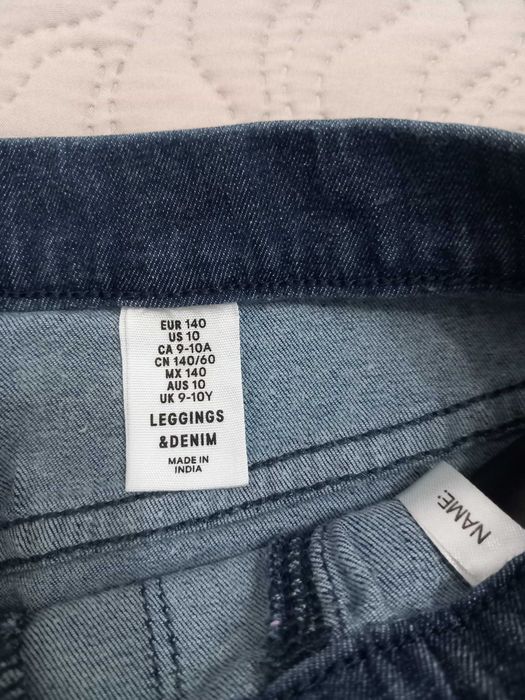 EUR 140
US 10
CA 9-10A
CN 140/60
MX 140
AUS 10
UK 9-10Y
LEGGINGS
&DENIM
MADE IN
INDIA
NAME: